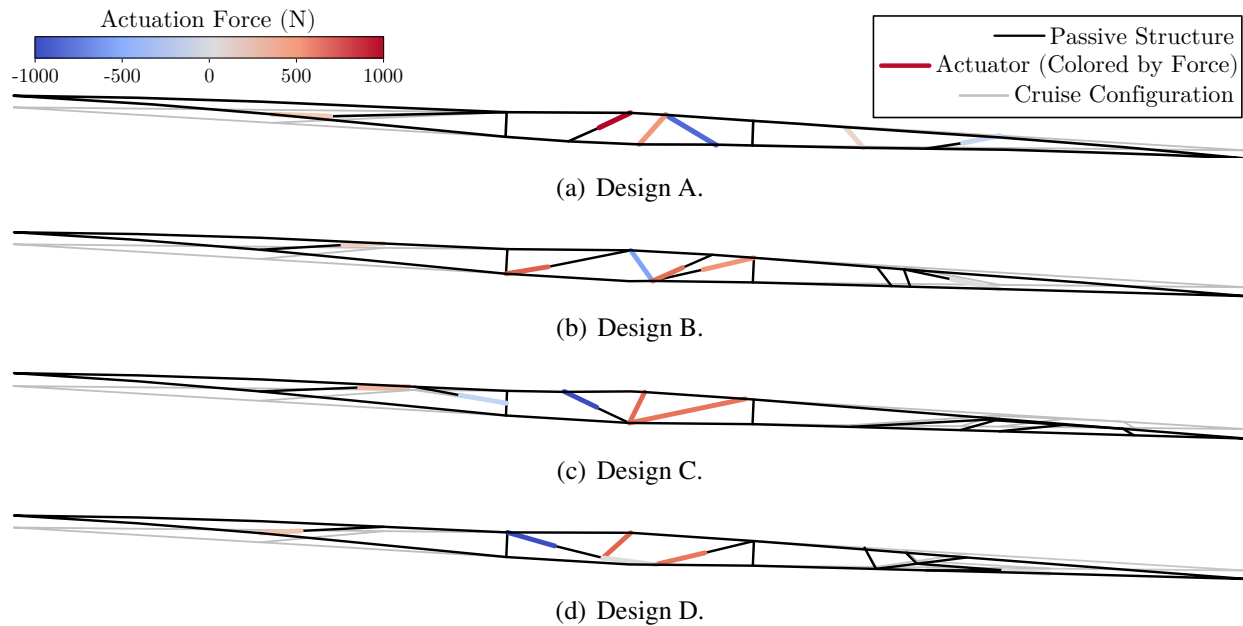 Actuation Force (N)
-1000 -500 0 500 1000
Passive Structure
Actuator (Colored by Force)
Cruise Configuration
(a) Design A.
(b) Design B.
(c) Design C.
(d) Design D.